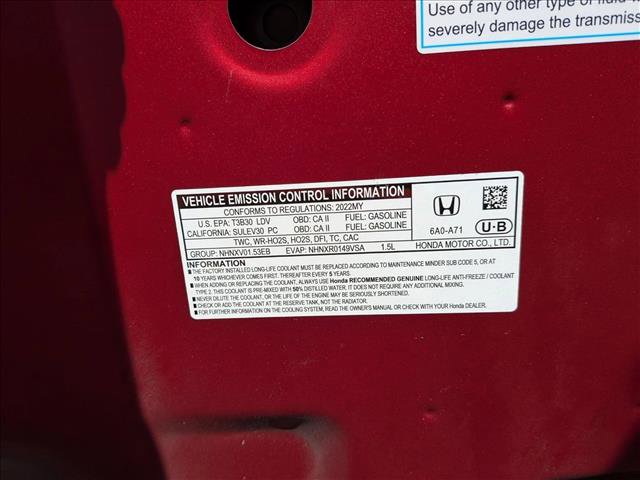 Use of any other type of fluid
severely damage the transmiss
VEHICLE EMISSION CONTROL INFORMATION
CONFORMS TO REGULATIONS: 2022MY
U.S. EPA: T3B30 LDV OBD: CA II FUEL: GASOLINE
CALIFORNIA: SULEV30 PC OBD: CA II FUEL: GASOLINE
TWC, WR-HO2S, HO2S, DFI, TC, CAC
GROUP: NHNXV01.53EB EVAP: NHNXR0149VSA 1.5L
6A0-A71
U·B
HONDA MOTOR CO., LTD.
INFORMATION
■ THE FACTORY INSTALLED LONG-LIFE COOLANT MUST BE REPLACED ACCORDING TO MAINTENANCE MINDER SUB CODE 5, OR AT
10 YEARS WHICHEVER COMES FIRST. THEREAFTER EVERY 5 YEARS.
■ WHEN ADDING OR REPLACING THE COOLANT, ALWAYS USE Honda RECOMMENDED GENUINE LONG-LIFE ANTI-FREEZE / COOLANT
TYPE 2. THIS COOLANT IS PRE-MIXED WITH 50% DISTILLED WATER. IT DOES NOT REQUIRE ANY ADDITIONAL MIXING.
■ NEVER DILUTE THE COOLANT, OR THE LIFE OF THE ENGINE MAY BE SERIOUSLY SHORTENED.
■ CHECK OR ADD THE COOLANT AT THE RESERVE TANK, NOT THE RADIATOR.
■ FOR FURTHER INFORMATION ON THE COOLING SYSTEM, READ THE OWNER'S MANUAL OR CHECK WITH YOUR Honda DEALER.